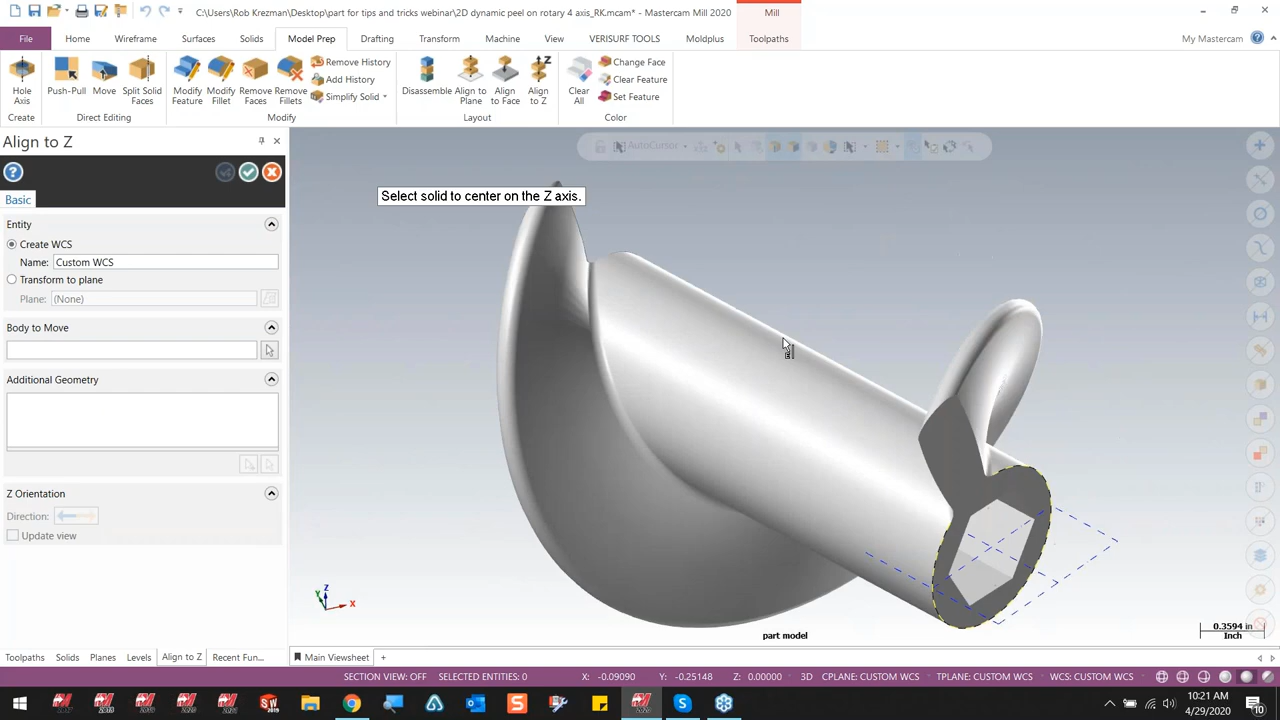 C:\Users\Rob Krezman\Desktop\part for tips and tricks webinar\2D dynamic peel on rotary 4 axis_RK.mcam* - Mastercam Mill 2020
Mill
File Home Wireframe Surfaces Solids Model Prep Drafting Transform Machine View VERISURF TOOLS Moldplus Toolpaths My Mastercam
Hole Axis
Push-Pull
Move
Split Solid Faces
Modify Feature
Modify Fillet
Remove Faces
Remove Fillets
Remove History
Add History
Simplify Solid
Disassemble
Align to Plane
Align to Face
Align to Z
Clear All
Change Face
Clear Feature
Set Feature
Create Direct Editing Modify Layout Color
Align to Z
AutoCursor
Select solid to center on the Z axis.
Basic
Entity
Create WCS
Name: Custom WCS
Transform to plane
Plane: (None)
Body to Move
Additional Geometry
Z Orientation
Direction:
Update view
Z
Y
X
part model
0.3594 in
Inch
Toolpaths Solids Planes Levels Align to Z Recent Fun... Main Viewsheet +
SECTION VIEW: OFF SELECTED ENTITIES: 0 X: -0.09090 Y: -0.25148 Z: 0.00000 3D CPLANE: CUSTOM WCS TPLANE: CUSTOM WCS WCS: CUSTOM WCS
10:21 AM
4/29/2020